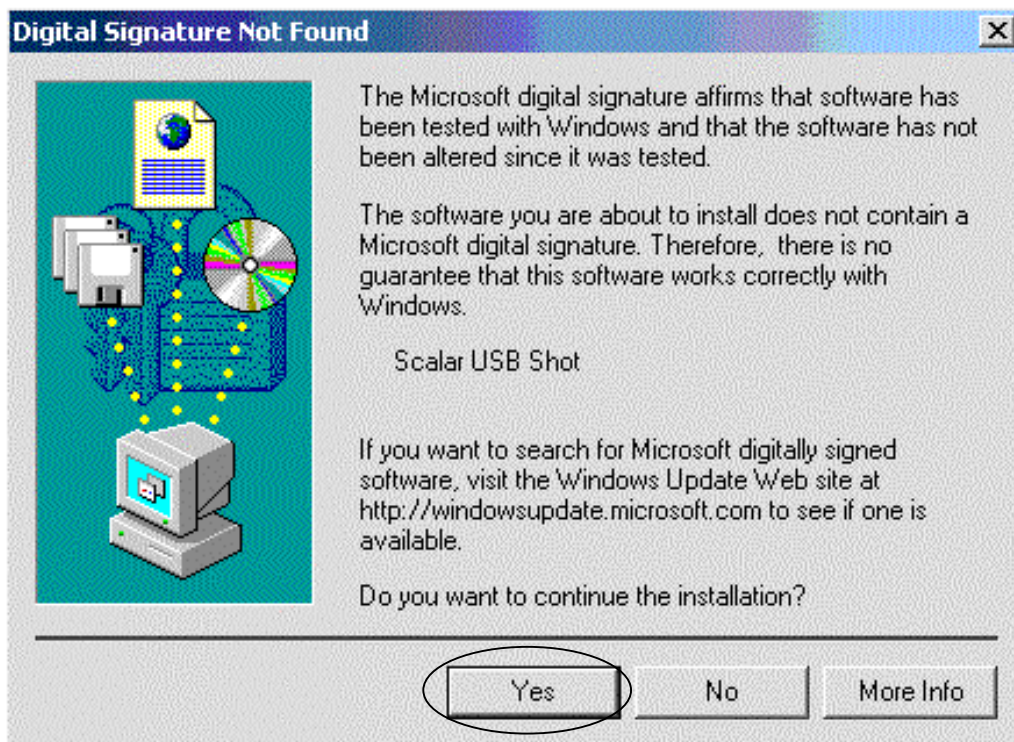 Digital Signature Not Found
The Microsoft digital signature affirms that software has
been tested with Windows and that the software has not
been altered since it was tested.
The software you are about to install does not contain a
Microsoft digital signature. Therefore,  there is no
guarantee that this software works correctly with
Windows.
Scalar USB Shot
If you want to search for Microsoft digitally signed
software, visit the Windows Update Web site at
http://windowsupdate.microsoft.com to see if one is
available.
Do you want to continue the installation?
Yes
No
More Info